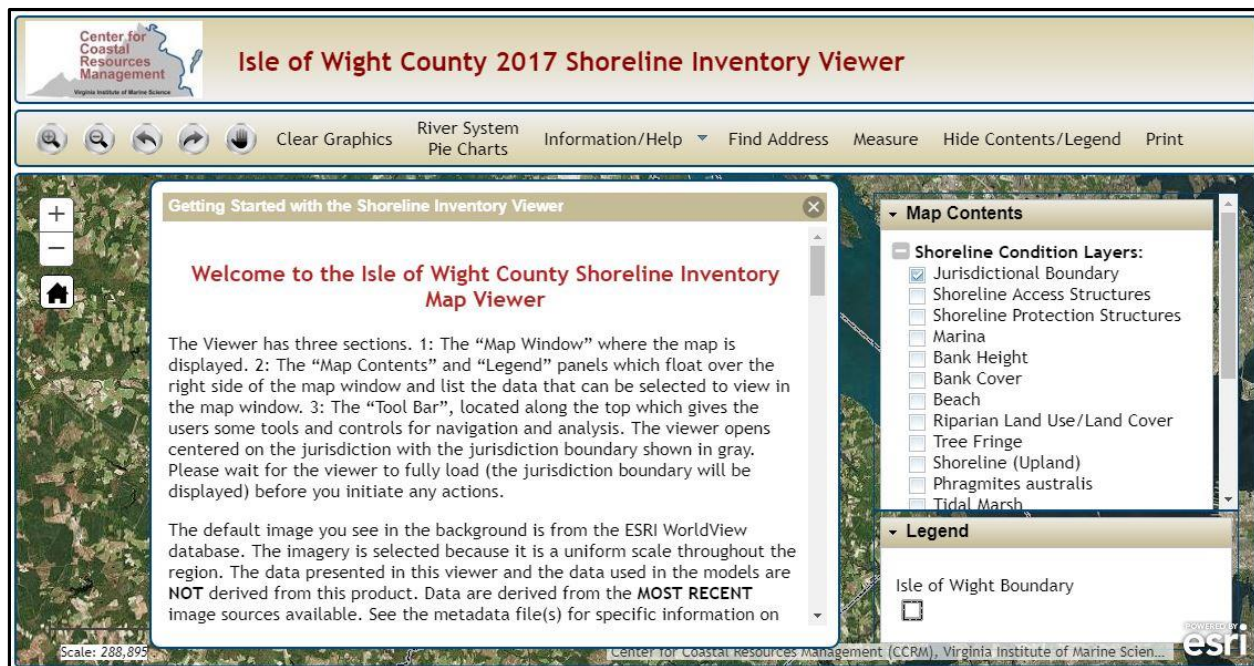 Center for
Coastal
Resources
Management
Virginia Institute of Marine Science
Isle of Wight County 2017 Shoreline Inventory Viewer
Clear Graphics
River System
Pie Charts
Information/Help
Find Address
Measure
Hide Contents/Legend
Print
+
−
Getting Started with the Shoreline Inventory Viewer
Welcome to the Isle of Wight County Shoreline Inventory
Map Viewer
The Viewer has three sections. 1: The “Map Window” where the map is
displayed. 2: The “Map Contents” and “Legend” panels which float over the
right side of the map window and list the data that can be selected to view in
the map window. 3: The “Tool Bar”, located along the top which gives the
users some tools and controls for navigation and analysis. The viewer opens
centered on the jurisdiction with the jurisdiction boundary shown in gray.
Please wait for the viewer to fully load (the jurisdiction boundary will be
displayed) before you initiate any actions.
The default image you see in the background is from the ESRI WorldView
database. The imagery is selected because it is a uniform scale throughout the
region. The data presented in this viewer and the data used in the models are
NOT derived from this product. Data are derived from the MOST RECENT
image sources available. See the metadata file(s) for specific information on
Map Contents
Shoreline Condition Layers:
Jurisdictional Boundary
Shoreline Access Structures
Shoreline Protection Structures
Marina
Bank Height
Bank Cover
Beach
Riparian Land Use/Land Cover
Tree Fringe
Shoreline (Upland)
Phragmites australis
Tidal Marsh
Legend
Isle of Wight Boundary
Scale: 288,895
Center for Coastal Resources Management (CCRM), Virginia Institute of Marine Scien...
POWERED BY
esri